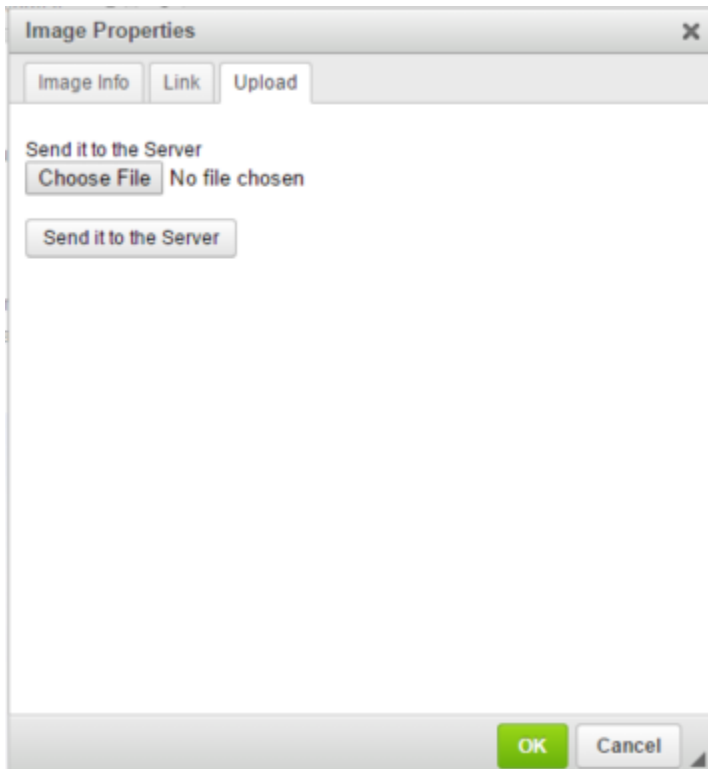 Image Properties
Image Info Link Upload
Send it to the Server
Choose File No file chosen
Send it to the Server
OK Cancel